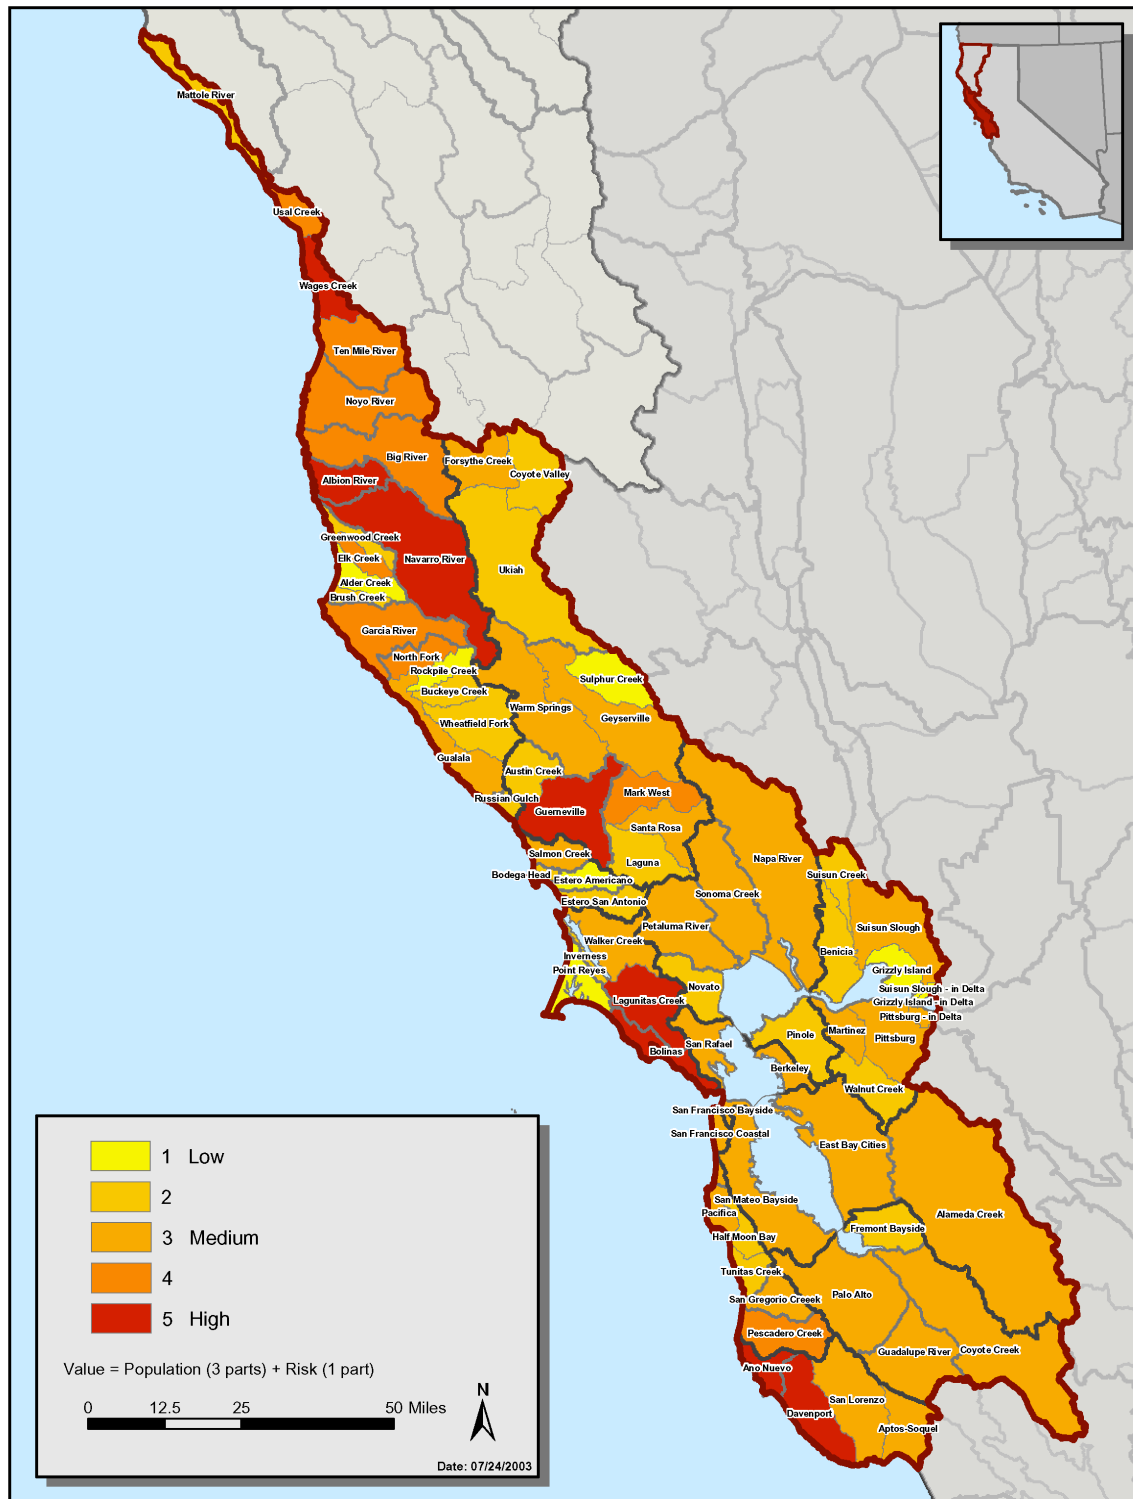 Mattole River
Usal Creek
Wages Creek
Ten Mile River
Noyo River
Big River
Forsythe Creek
Coyote Valley
Albion River
Greenwood Creek
Elk Creek
Navarro River
Ukiah
Alder Creek
Brush Creek
Garcia River
North Fork
Rockpile Creek
Sulphur Creek
Buckeye Creek
Warm Springs
Geyserville
Wheatfield Fork
Gualala
Austin Creek
Russian Gulch
Mark West
Guerneville
Santa Rosa
Salmon Creek
Laguna
Napa River
Bodega Head
Estero Americano
Suisun Creek
Sonoma Creek
Estero San Antonio
Petaluma River
Suisun Slough
Walker Creek
Benicia
Inverness
Point Reyes
Grizzly Island
Novato
Suisun Slough - in Delta
Lagunitas Creek
Grizzly Island - in Delta
Pittsburg - in Delta
Martinez
Pinole
Pittsburg
San Rafael
Bolinas
Berkeley
Walnut Creek
San Francisco Bayside
San Francisco Coastal
East Bay Cities
San Mateo Bayside
Pacifica
Alameda Creek
Fremont Bayside
Half Moon Bay
Tunitas Creek
Palo Alto
San Gregorio Creeek
Pescadero Creek
Guadalupe River
Coyote Creek
Ano Nuevo
San Lorenzo
Davenport
Aptos-Soquel
1 Low
2
3 Medium
4
5 High
Value = Population (3 parts) + Risk (1 part)
0 12.5 25 50 Miles
N
Date: 07/24/2003